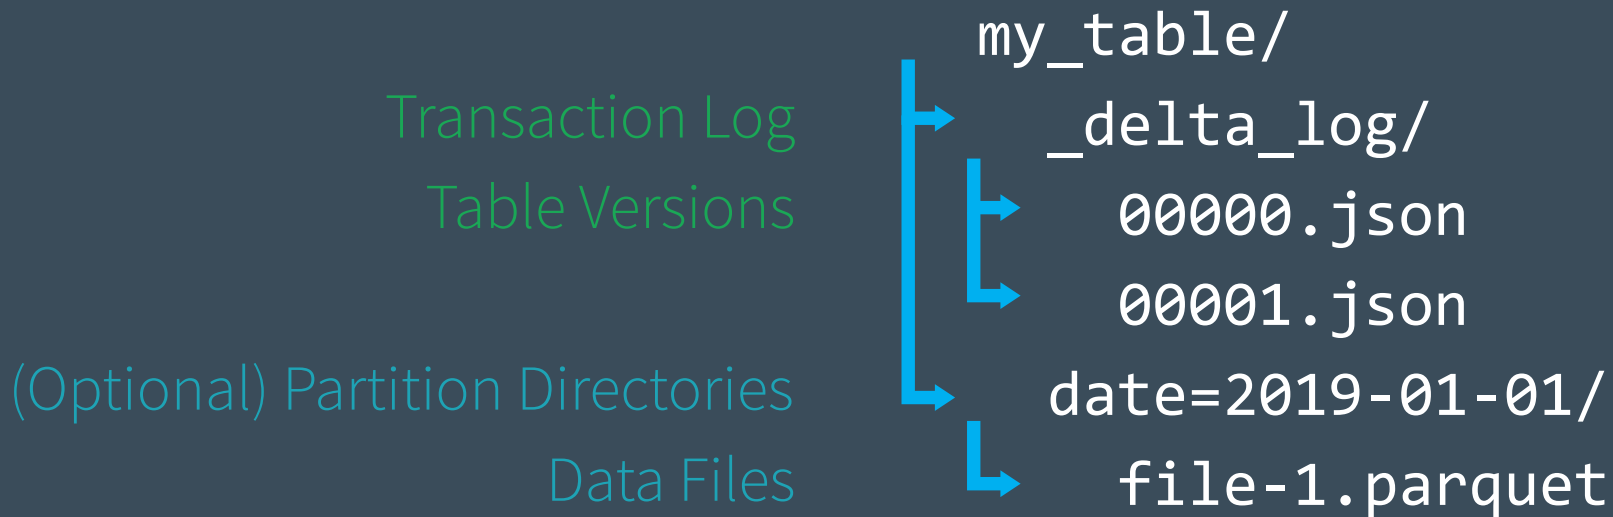 my_table/
Transaction Log
_delta_log/
Table Versions
00000.json
00001.json
(Optional) Partition Directories
date=2019-01-01/
Data Files
file-1.parquet